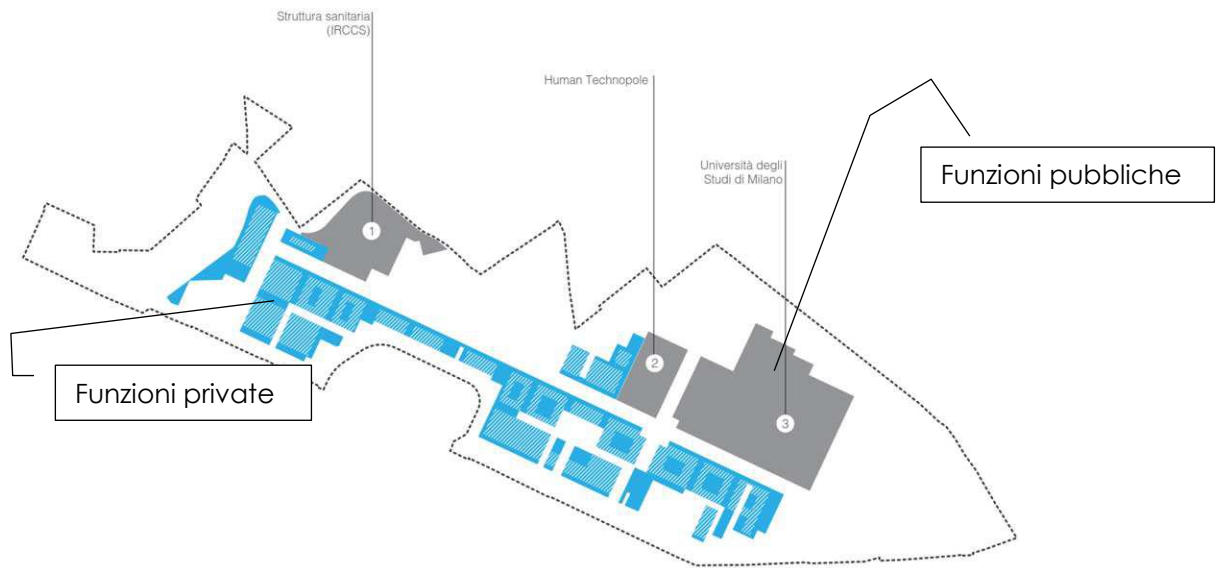 Struttura sanitaria
(IRCCS)
Human Technopole
Università degli
Studi di Milano
Funzioni pubbliche
1
2
3
Funzioni private